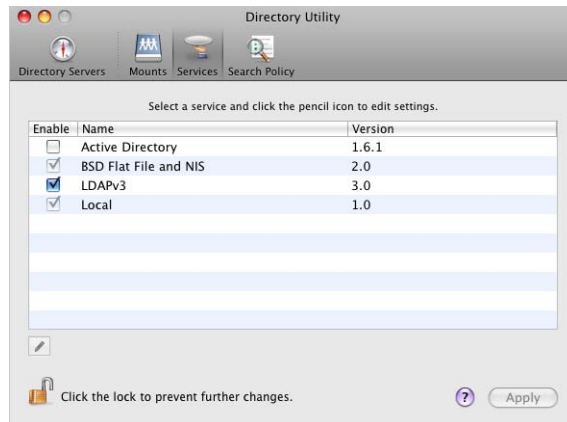 Directory Utility
Directory Servers Mounts Services Search Policy
Select a service and click the pencil icon to edit settings.
Enable Name Version
Active Directory 1.6.1
BSD Flat File and NIS 2.0
LDAPv3 3.0
Local 1.0
Click the lock to prevent further changes.
? Apply